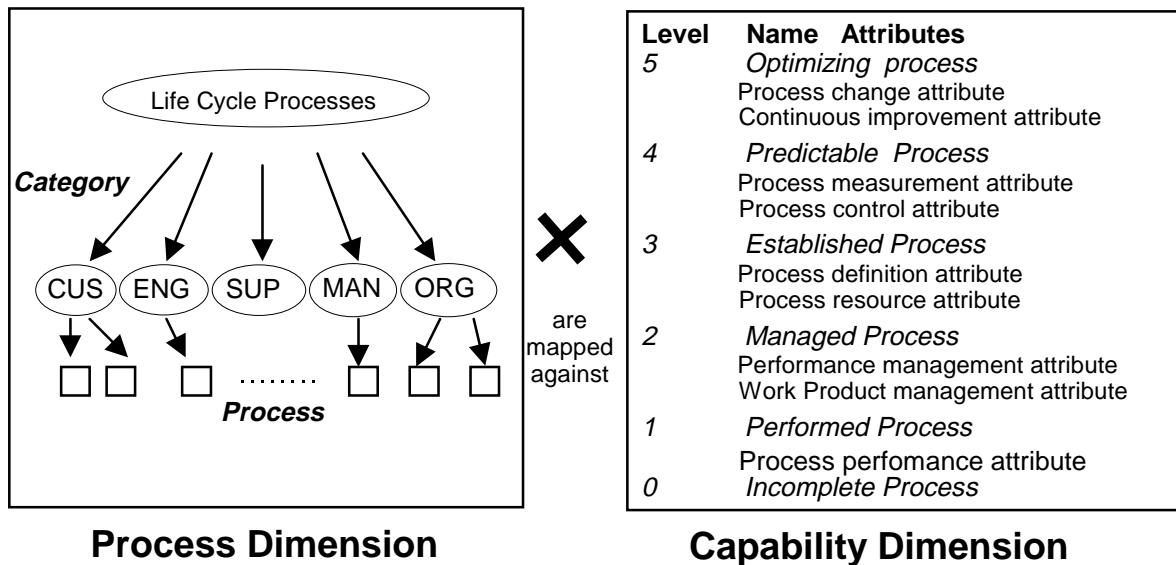 Life Cycle Processes
Category
CUS ENG SUP MAN ORG
Process
Process Dimension
are
mapped
against
Level Name Attributes
5 Optimizing process
Process change attribute
Continuous improvement attribute
4 Predictable Process
Process measurement attribute
Process control attribute
3 Established Process
Process definition attribute
Process resource attribute
2 Managed Process
Performance management attribute
Work Product management attribute
1 Performed Process
Process perfomance attribute
0 Incomplete Process
Capability Dimension